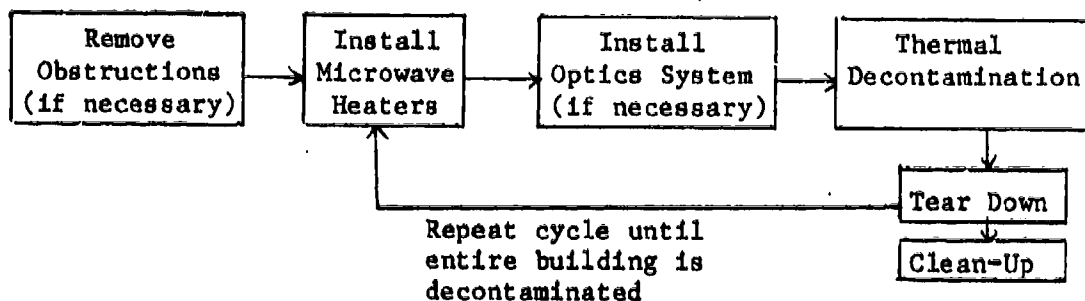 Remove
Obstructions
(if necessary)
Install
Microwave
Heaters
Install
Optics System
(if necessary)
Thermal
Decontamination
Tear Down
Clean-Up
Repeat cycle until
entire building is
decontaminated